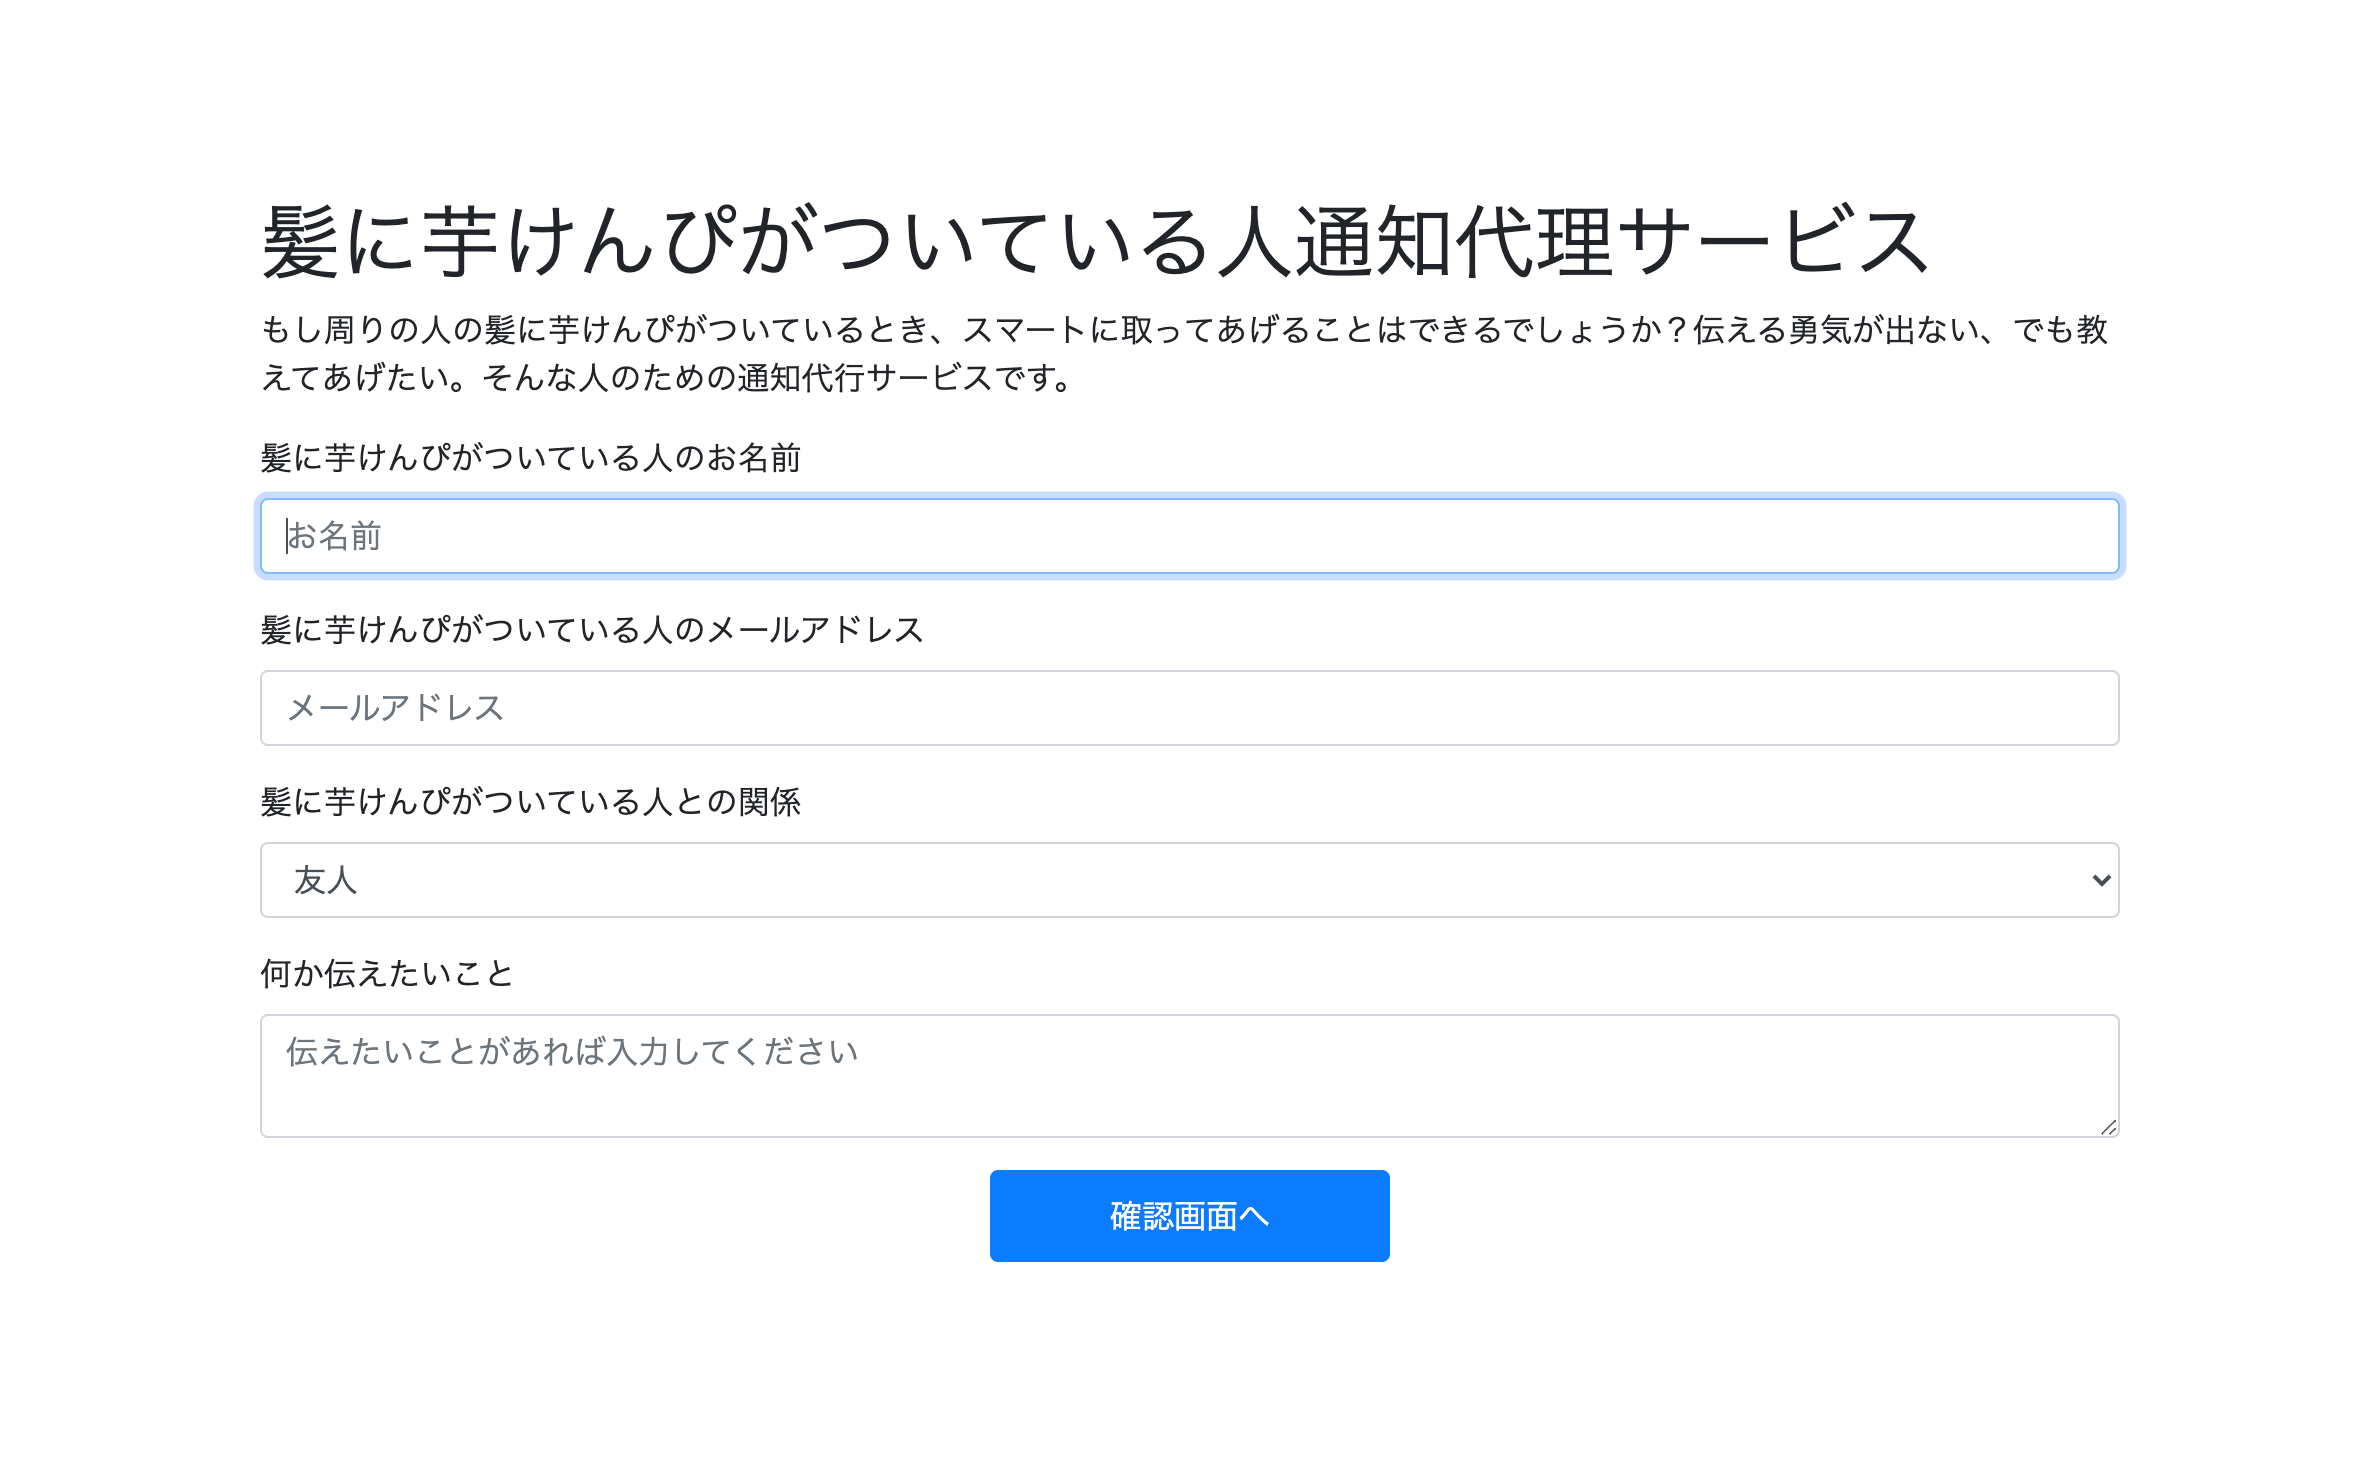 髪に芋けんぴがついている人通知代理サービス
もし周りの人の髪に芋けんぴがついているとき、スマートに取ってあげることはできるでしょうか？伝える勇気が出ない、でも教
えてあげたい。そんな人のための通知代行サービスです。
髪に芋けんぴがついている人のお名前
お名前
髪に芋けんぴがついている人のメールアドレス
メールアドレス
髪に芋けんぴがついている人との関係
友人
何か伝えたいこと
伝えたいことがあれば入力してください
確認画面へ